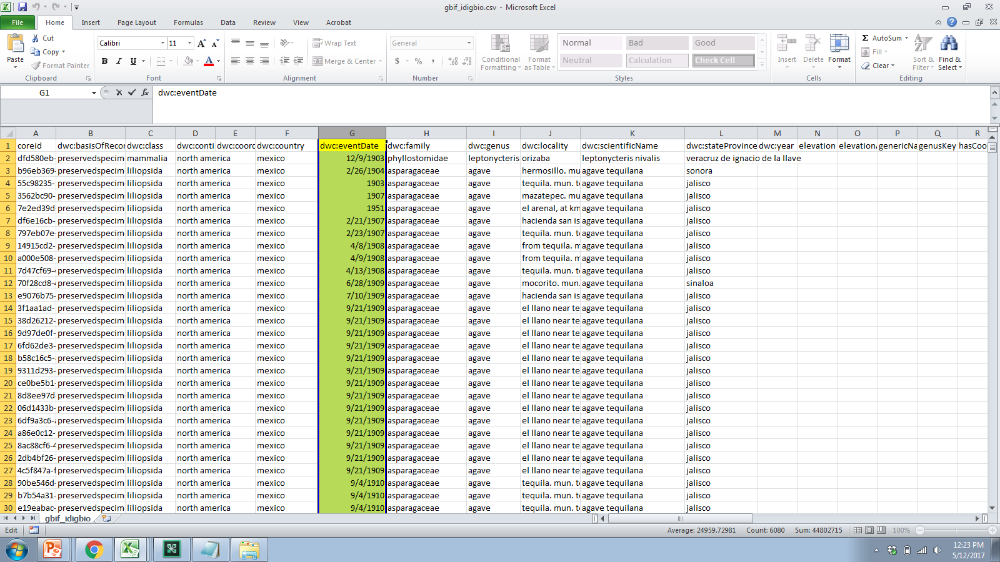 gbif_idigbio.csv - Microsoft Excel
File Home Insert Page Layout Formulas Data Review View Acrobat
Paste Cut Copy Format Painter Clipboard
Calibri 11 B I U Font
Wrap Text Merge & Center Alignment
General $ % , Number
Conditional Formatting Format as Table Normal Bad Good Neutral Calculation Check Cell Styles
Insert Delete Format Cells
AutoSum Fill Clear Sort & Filter Find & Select Editing
G1 fx dwc:eventDate
A B C D E F G H I J K L M N O P Q R
1 coreid dwc:basisOfRecor dwc:class dwc:conti dwc:coord dwc:country dwc:eventDate dwc:family dwc:genus dwc:locality dwc:scientificName dwc:stateProvince dwc:year elevation elevationA genericNa genusKey hasCoo
2 dfd580eb- preservedspecim mammalia north america mexico 12/9/1903 phyllostomidae leptonycteris orizaba leptonycteris nivalis veracruz de ignacio de la llave
3 b96eb369- preservedspecim liliopsida north america mexico 2/26/1904 asparagaceae agave hermosillo. mu agave tequilana sonora
4 55c98235- preservedspecim liliopsida north america mexico 1903 asparagaceae agave tequila. mun. t agave tequilana jalisco
5 3562bc90- preservedspecim liliopsida north america mexico 1907 asparagaceae agave mazatepec. mu agave tequilana jalisco
6 7e2ed39d- preservedspecim liliopsida north america mexico 1951 asparagaceae agave el arenal, at km agave tequilana jalisco
7 df6e16cb- preservedspecim liliopsida north america mexico 2/21/1907 asparagaceae agave hacienda san is agave tequilana jalisco
8 797eb07e- preservedspecim liliopsida north america mexico 2/23/1907 asparagaceae agave tequila. mun. t agave tequilana jalisco
9 14915cd2- preservedspecim liliopsida north america mexico 4/8/1908 asparagaceae agave from tequila. m agave tequilana jalisco
10 a000e508- preservedspecim liliopsida north america mexico 4/9/1908 asparagaceae agave from tequila. mu agave tequilana jalisco
11 7d47cf69-4 preservedspecim liliopsida north america mexico 4/13/1908 asparagaceae agave tequila. mun. t agave tequilana jalisco
12 70f28cd8-4 preservedspecim liliopsida north america mexico 6/28/1909 asparagaceae agave mocorito. mun. agave tequilana sinaloa
13 e9076b75- preservedspecim liliopsida north america mexico 7/10/1909 asparagaceae agave hacienda san is agave tequilana jalisco
14 3f1aa1ad- preservedspecim liliopsida north america mexico 9/21/1909 asparagaceae agave el llano near te agave tequilana jalisco
15 38d26212- preservedspecim liliopsida north america mexico 9/21/1909 asparagaceae agave el llano near te agave tequilana jalisco
16 9d97de0f- preservedspecim liliopsida north america mexico 9/21/1909 asparagaceae agave el llano near te agave tequilana jalisco
17 6fd62de3- preservedspecim liliopsida north america mexico 9/21/1909 asparagaceae agave el llano near te agave tequilana jalisco
18 b58c16c5- preservedspecim liliopsida north america mexico 9/21/1909 asparagaceae agave el llano near te agave tequilana jalisco
19 9311d293- preservedspecim liliopsida north america mexico 9/21/1909 asparagaceae agave el llano near te agave tequilana jalisco
20 ce0be5b1- preservedspecim liliopsida north america mexico 9/21/1909 asparagaceae agave el llano near te agave tequilana jalisco
21 8d8ee97d- preservedspecim liliopsida north america mexico 9/21/1909 asparagaceae agave el llano near te agave tequilana jalisco
22 06d1433b- preservedspecim liliopsida north america mexico 9/21/1909 asparagaceae agave el llano near te agave tequilana jalisco
23 6df9a3c6-a preservedspecim liliopsida north america mexico 9/21/1909 asparagaceae agave el llano near te agave tequilana jalisco
24 a86e0c12- preservedspecim liliopsida north america mexico 9/21/1909 asparagaceae agave el llano near te agave tequilana jalisco
25 8ac88cf6-4 preservedspecim liliopsida north america mexico 9/21/1909 asparagaceae agave el llano near te agave tequilana jalisco
26 2db4bf26- preservedspecim liliopsida north america mexico 9/21/1909 asparagaceae agave el llano near te agave tequilana jalisco
27 4c5f847a-f preservedspecim liliopsida north america mexico 9/21/1909 asparagaceae agave el llano near te agave tequilana jalisco
28 90be546d- preservedspecim liliopsida north america mexico 9/4/1910 asparagaceae agave tequila. mun. t agave tequilana jalisco
29 b7b54a31- preservedspecim liliopsida north america mexico 9/4/1910 asparagaceae agave tequila. mun. t agave tequilana jalisco
30 e19eabac- preservedspecim liliopsida north america mexico 9/4/1910 asparagaceae agave tequila. mun. t agave tequilana jalisco
gbif_idigbio
Edit Average: 24959.72981 Count: 6080 Sum: 44802715 100%
12:23 PM
5/12/2017